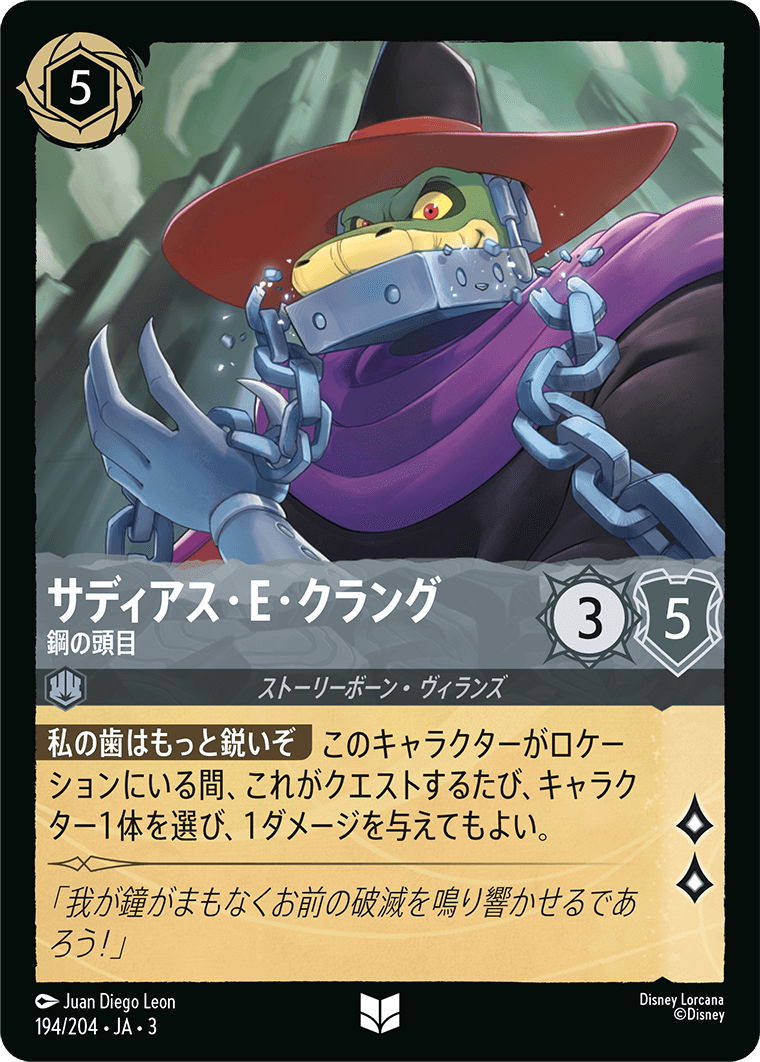 5
サディアス・E・クラング
鋼の頭目
3
5
ストーリーボーン・ヴィランズ
私の歯はもっと鋭いぞ このキャラクターがロケー
ションにいる間、これがクエストするたび、キャラク
ター1体を選び、1ダメージを与えてもよい。
「我が鐘がまもなくお前の破滅を鳴り響かせるであ
ろう！」
Juan Diego Leon
Disney Lorcana
194/204・JA・3
©Disney